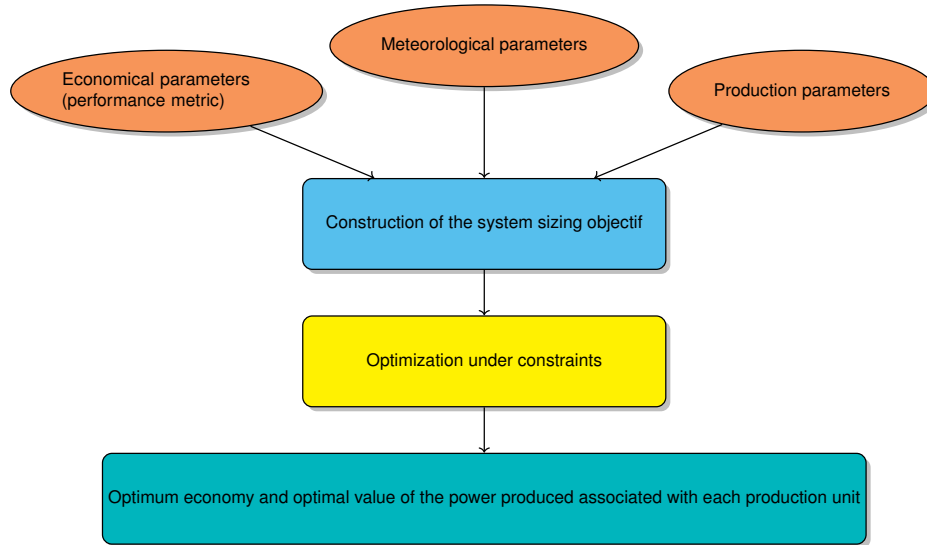 Meteorological parameters
Economical parameters
(performance metric)
Production parameters
Construction of the system sizing objectif
Optimization under constraints
Optimum economy and optimal value of the power produced associated with each production unit